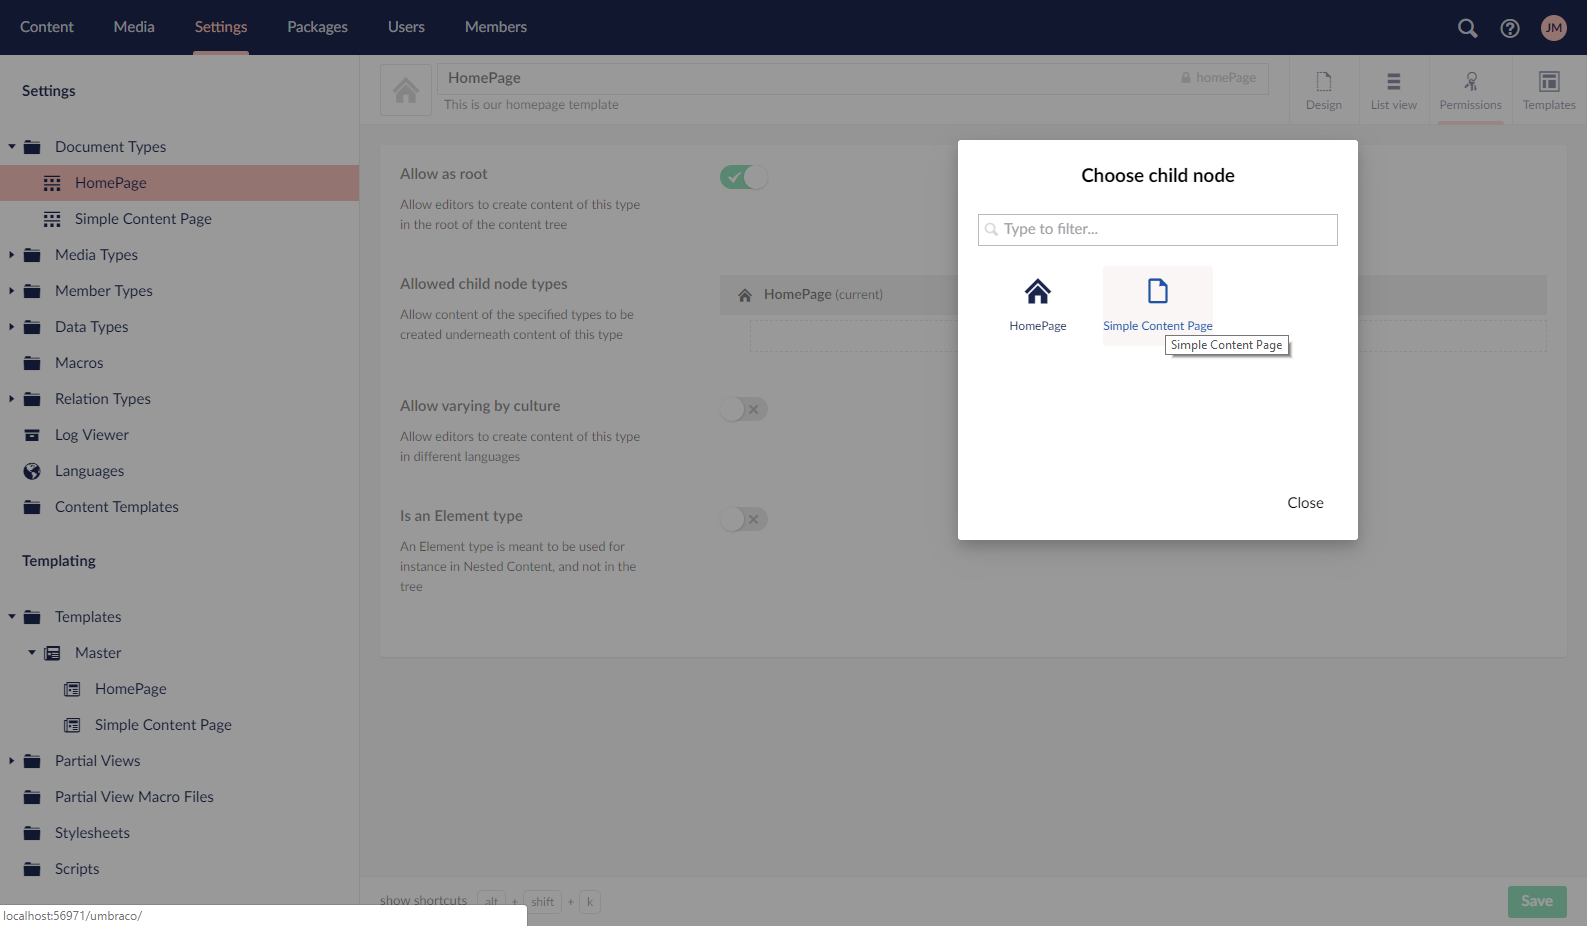 Content Media Settings Packages Users Members
JM
Settings
Document Types
HomePage
Simple Content Page
Media Types
Member Types
Data Types
Macros
Relation Types
Log Viewer
Languages
Content Templates
Templating
Templates
Master
HomePage
Simple Content Page
Partial Views
Partial View Macro Files
Stylesheets
Scripts
localhost:56971/umbraco/
HomePage
homePage
This is our homepage template
Design
List view
Permissions
Templates
Allow as root
Allow editors to create content of this type
in the root of the content tree
Allowed child node types
Allow content of the specified types to be
created underneath content of this type
HomePage (current)
Allow varying by culture
Allow editors to create content of this type
in different languages
Is an Element type
An Element type is meant to be used for
instance in Nested Content, and not in the
tree
Choose child node
Type to filter...
HomePage
Simple Content Page
Simple Content Page
Close
show shortcuts alt + shift + k
Save